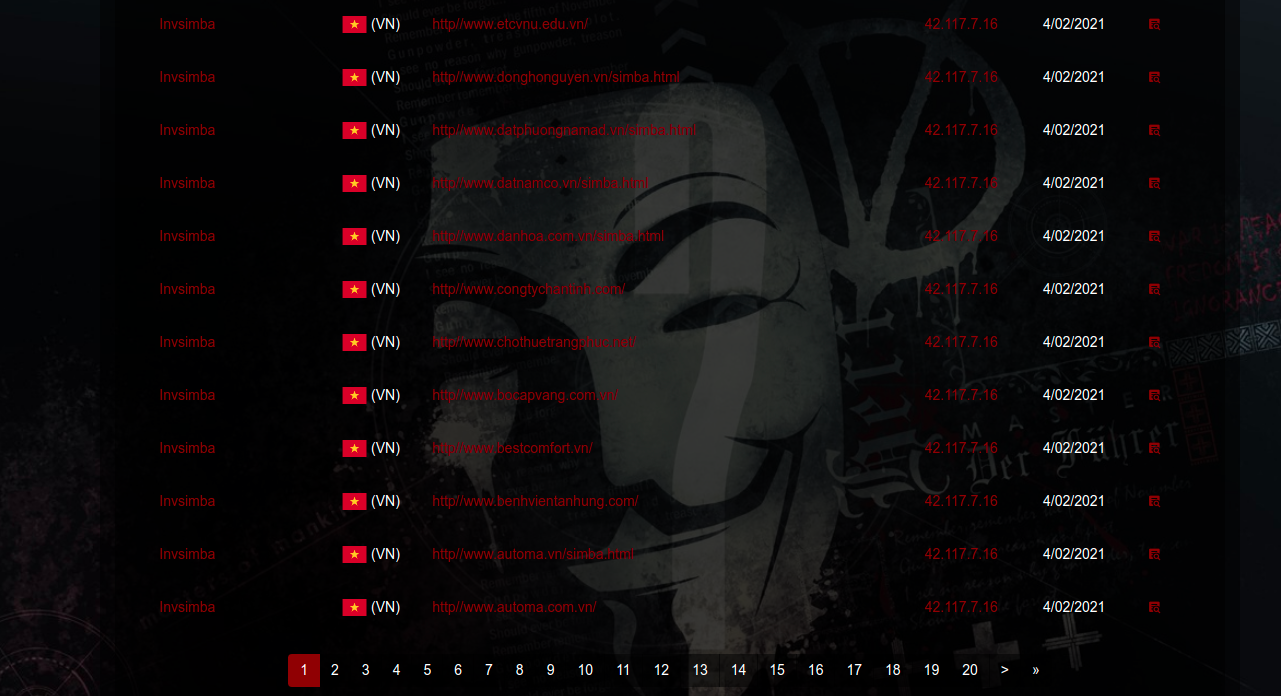 Invsimba (VN) http//www.etcvnu.edu.vn/ 42.117.7.16 4/02/2021
Invsimba (VN) http//www.donghonguyen.vn/simba.html 42.117.7.16 4/02/2021
Invsimba (VN) http//www.datphuongnamad.vn/simba.html 42.117.7.16 4/02/2021
Invsimba (VN) http//www.datnamco.vn/simba.html 42.117.7.16 4/02/2021
Invsimba (VN) http//www.danhoa.com.vn/simba.html 42.117.7.16 4/02/2021
Invsimba (VN) 42.117.7.16 4/02/2021
Invsimba (VN) http//www.chothuetrangphuc.net/ 42.117.7.16 4/02/2021
Invsimba (VN) http//www.bocapvang.com.vn/ 42.117.7.16 4/02/2021
Invsimba (VN) http//www.bestcomfort.vn/ 42.117.7.16 4/02/2021
Invsimba (VN) http//www.benhvientanhung.com/ 42.117.7.16 4/02/2021
Invsimba (VN) http//www.automa.vn/simba.html 42.117.7.16 4/02/2021
Invsimba (VN) http//www.automa.com.vn/ 42.117.7.16 4/02/2021
MASTER
Der Führer
1 2 3 4 5 6 7 8 9 10 11 12 13 14 15 16 17 18 19 20 > »